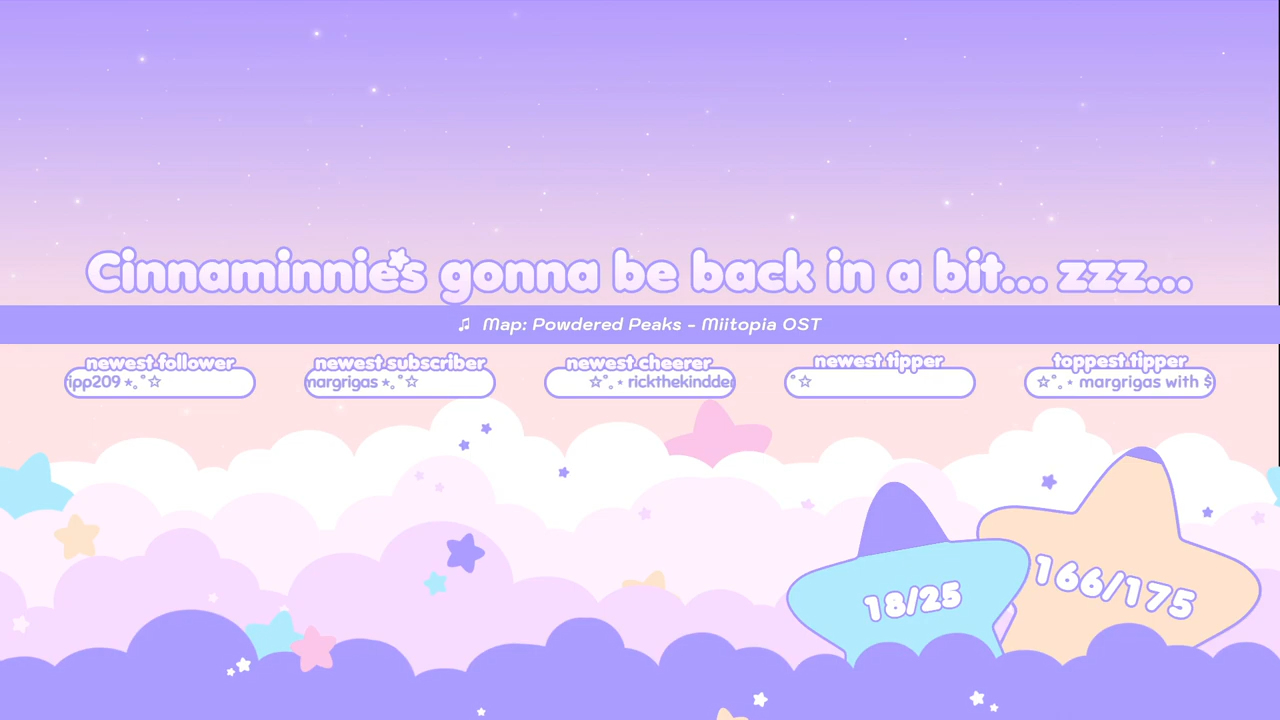 Cinnaminnie's gonna be back in a bit... zzz...
♫ Map: Powdered Peaks - Miitopia OST
newest follower
newest subscriber
newest cheerer
newest tipper
toppest tipper
ipp209 ⋆｡˚☆
margrigas ⋆｡˚☆
☆˚｡⋆ rickthekindder
˚☆
☆˚｡⋆ margrigas with $
18/25
166/175